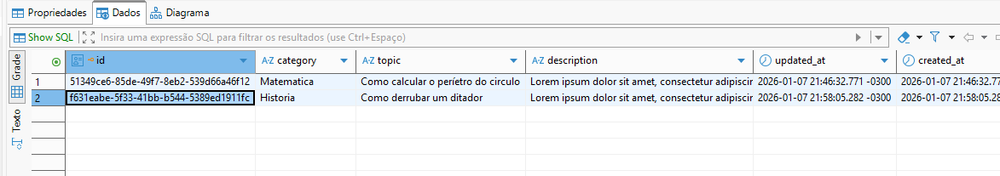 Propriedades Dados Diagrama
Show SQL Insira uma expressão SQL para filtrar os resultados (use Ctrl+Espaço)
Grade
Texto
id A-Z category A-Z topic A-Z description updated_at created_at
1 51349ce6-85de-49f7-8eb2-539d66a46f12 Matematica Como calcular o períetro do circulo Lorem ipsum dolor sit amet, consectetur adipiscir 2026-01-07 21:46:32.771 -0300 2026-01-07 21:46:32.77
2 f631eabe-5f33-41bb-b544-5389ed1911fc Historia Como derrubar um ditador Lorem ipsum dolor sit amet, consectetur adipiscir 2026-01-07 21:58:05.282 -0300 2026-01-07 21:58:05.28